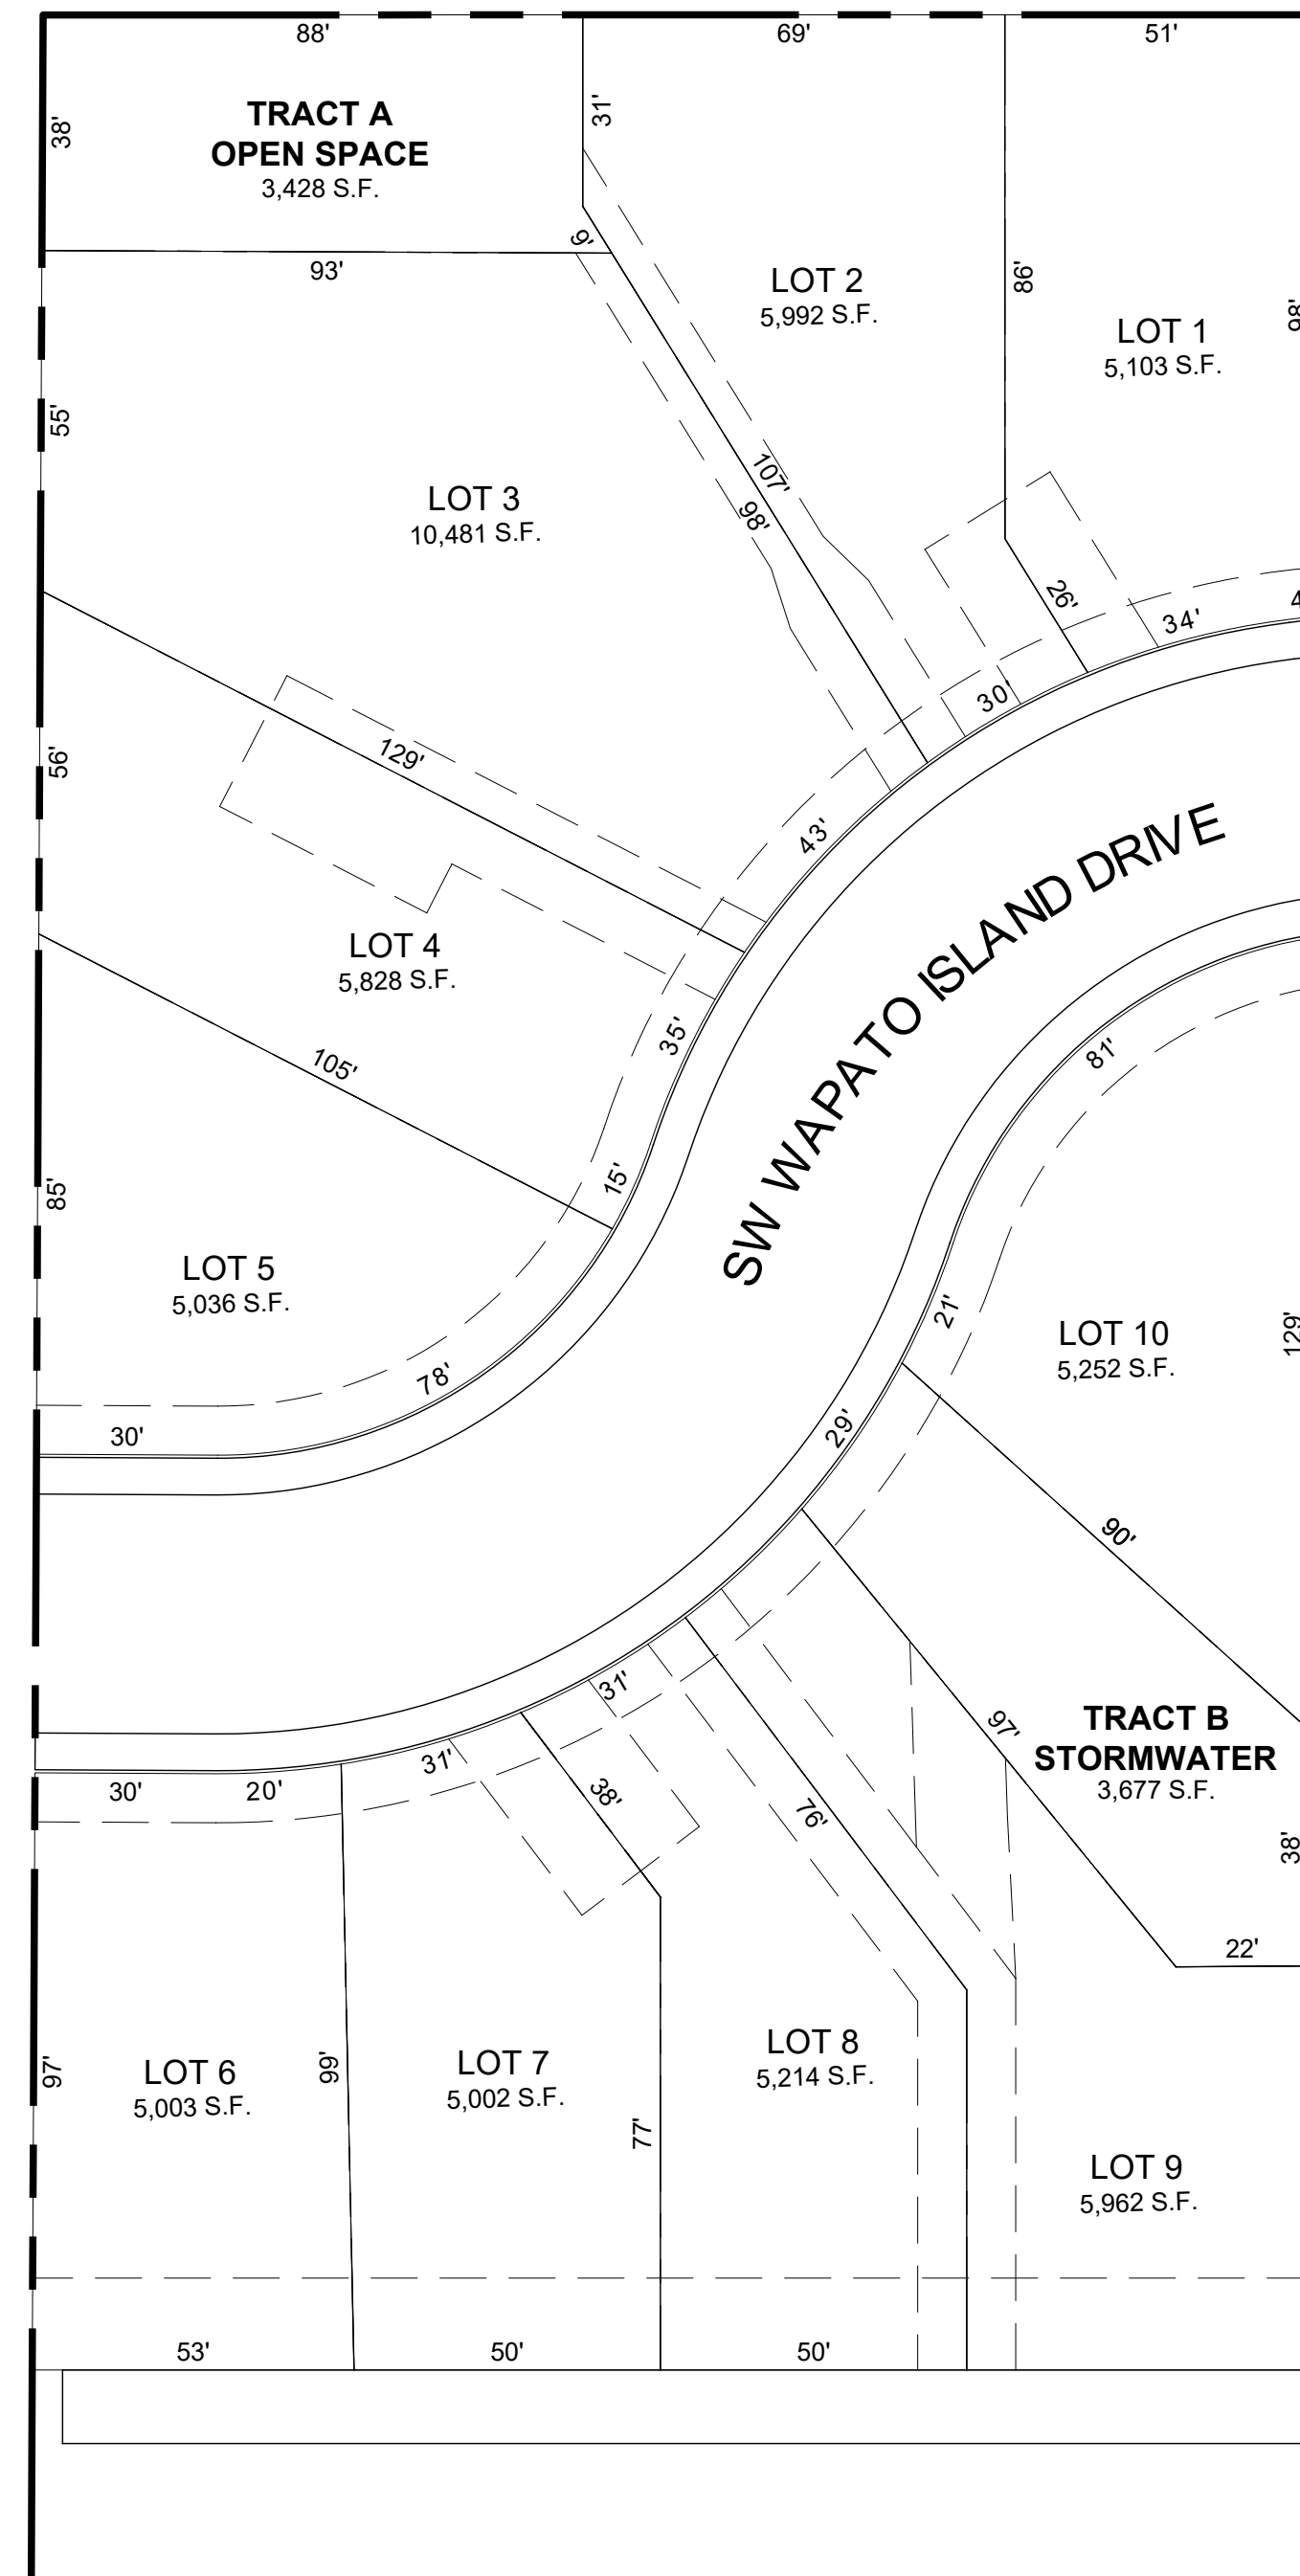 88'
69'
51'
38'
TRACT A
OPEN SPACE
3,428 S.F.
31'
9'
93'
LOT 2
5,992 S.F.
86'
LOT 1
5,103 S.F.
98'
55'
LOT 3
10,481 S.F.
107'
98'
26'
34'
30'
56'
129'
43'
LOT 4
5,828 S.F.
35'
SW WAPATO ISLAND DRIVE
81'
105'
15'
85'
LOT 5
5,036 S.F.
21'
LOT 10
5,252 S.F.
129'
78'
30'
29'
90'
31'
97'
TRACT B
STORMWATER
3,677 S.F.
30'
20'
31'
38'
76'
38'
22'
97'
LOT 6
5,003 S.F.
99'
LOT 7
5,002 S.F.
77'
LOT 8
5,214 S.F.
LOT 9
5,962 S.F.
53'
50'
50'